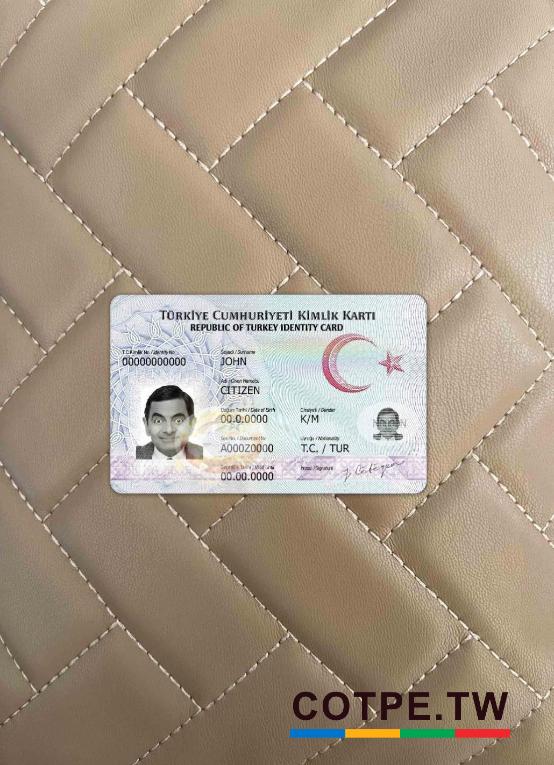 TÜRKİYE CUMHURİYETİ KİMLİK KARTI
REPUBLIC OF TURKEY IDENTITY CARD
T.C. Kimlik No / Identity No
00000000000
Soyadı / Surname
JOHN
Adı / Given Name(s)
CITIZEN
Doğum Tarihi / Date of Birth
00.0.0000
Cinsiyeti / Gender
K/M
Seri No / Document No
A000Z0000
Uyruğu / Nationality
T.C. / TUR
Son Geçerlilik Tarihi / Valid Until
00.00.0000
İmzası / Signature
COTPE.TW